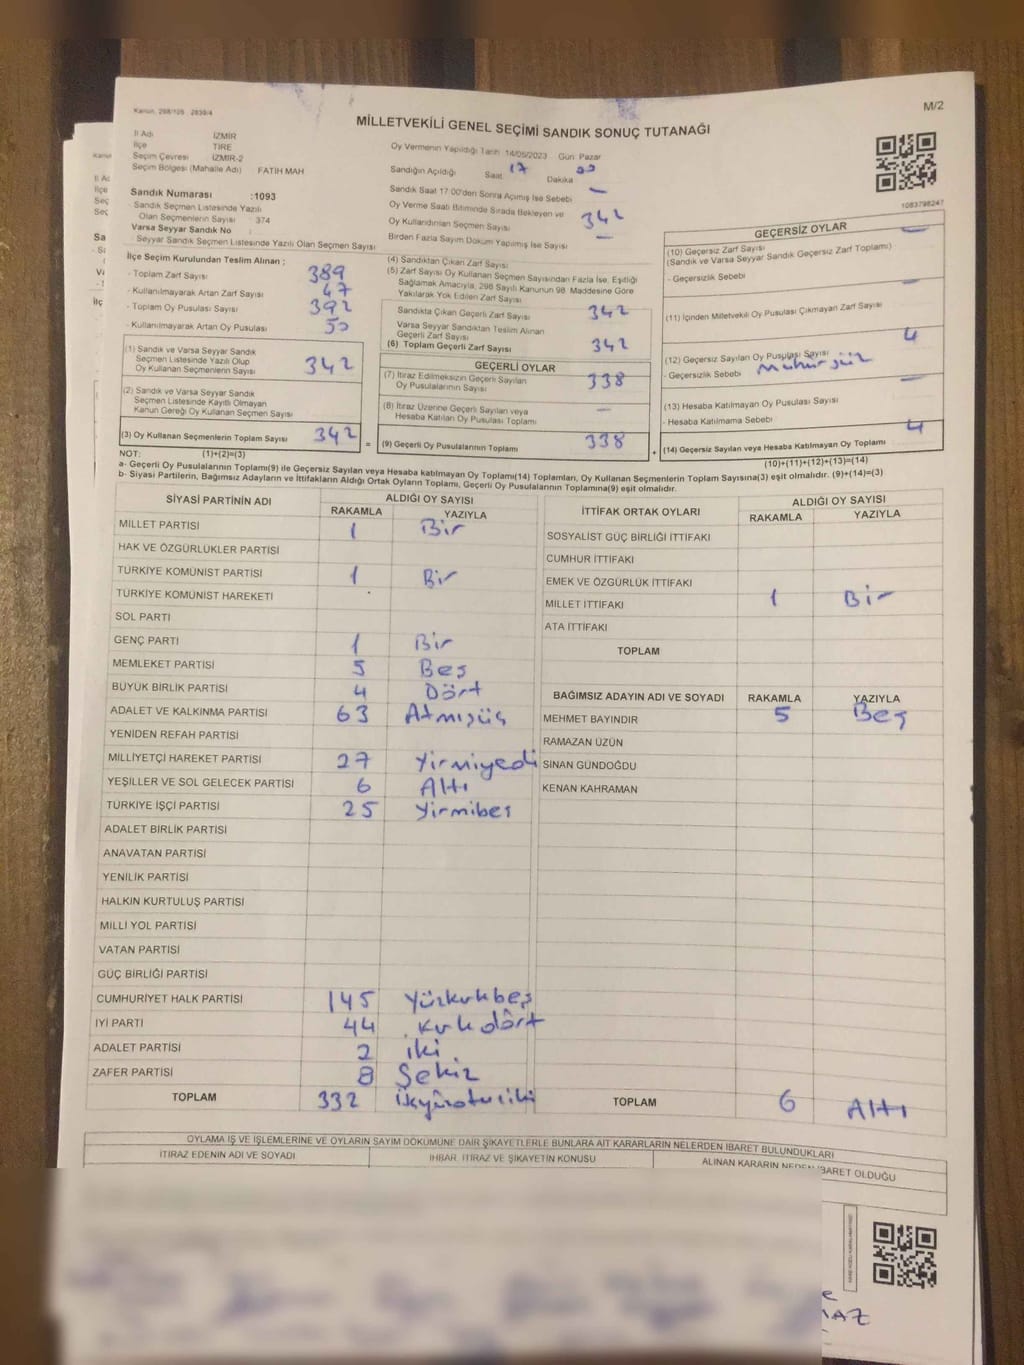 Kanun, 298/105 2839/4
M/2
MİLLETVEKİLİ GENEL SEÇİMİ SANDIK SONUÇ TUTANAĞI
İl Adı İZMİR
İlçe TİRE
Seçim Çevresi İZMİR-2
Seçim Bölgesi (Mahalle Adı) FATİH MAH
Sandık Numarası :1093
- Sandık Seçmen Listesinde Yazılı
Olan Seçmenlerin Sayısı 374
Varsa Seyyar Sandık No
Seyyar Sandık Seçmen Listesinde Yazılı Olan Seçmen Sayısı
Oy Vermenin Yapıldığı Tarih 14/05/2023 Gün Pazar
Sandığın Açıldığı Saat 17 Dakika
Sandık Saat 17:00'den Sonra Açılmış İse Sebebi –
Oy Verme Saati Bitiminde Sırada Bekleyen ve
Oy Kullandırılan Seçmen Sayısı 342
Birden Fazla Sayım Döküm Yapılmış İse Sayısı –
1083798247
İlçe Seçim Kurulundan Teslim Alınan ;
- Toplam Zarf Sayısı 389
- Kullanılmayarak Artan Zarf Sayısı 47
- Toplam Oy Pusulası Sayısı 392
- Kullanılmayarak Artan Oy Pusulası 50
(1) Sandık ve Varsa Seyyar Sandık
Seçmen Listesinde Yazılı Olup
Oy Kullanan Seçmenlerin Sayısı 342
(2) Sandık ve Varsa Seyyar Sandık
Seçmen Listesinde Kayıtlı Olmayan
Kanun Gereği Oy Kullanan Seçmen Sayısı
(3) Oy Kullanan Seçmenlerin Toplam Sayısı 342 =
(4) Sandıktan Çıkan Zarf Sayısı
(5) Zarf Sayısı Oy Kullanan Seçmen Sayısından Fazla İse, Eşitliği
Sağlamak Amacıyla, 298 Sayılı Kanunun 98. Maddesine Göre
Yakılarak Yok Edilen Zarf Sayısı
Sandıkta Çıkan Geçerli Zarf Sayısı 342
Varsa Seyyar Sandıktan Teslim Alınan
Geçerli Zarf Sayısı
(6) Toplam Geçerli Zarf Sayısı 342
GEÇERLİ OYLAR
(7) İtiraz Edilmeksizin Geçerli Sayılan
Oy Pusulalarının Sayısı 338
(8) İtiraz Üzerine Geçerli Sayılan veya
Hesaba Katılan Oy Pusulası Toplamı –
(9) Geçerli Oy Pusulalarının Toplamı 338 +
GEÇERSİZ OYLAR
(10) Geçersiz Zarf Sayısı –
(Sandık ve Varsa Seyyar Sandık Geçersiz Zarf Toplamı)
- Geçersizlik Sebebi
(11) İçinden Milletvekili Oy Pusulası Çıkmayan Zarf Sayısı –
(12) Geçersiz Sayılan Oy Pusulası Sayısı 4
- Geçersizlik Sebebi Mühürsüz
(13) Hesaba Katılmayan Oy Pusulası Sayısı –
- Hesaba Katılmama Sebebi
(14) Geçersiz Sayılan veya Hesaba Katılmayan Oy Toplamı 4
NOT: (1)+(2)=(3)
(10)+(11)+(12)+(13)=(14)
a- Geçerli Oy Pusulalarının Toplamı(9) ile Geçersiz Sayılan veya Hesaba katılmayan Oy Toplamı(14) Toplamları, Oy Kullanan Seçmenlerin Toplam Sayısına(3) eşit olmalıdır. (9)+(14)=(3)
b- Siyasi Partilerin, Bağımsız Adayların ve İttifakların Aldığı Ortak Oyların Toplamı, Geçerli Oy Pusulalarının Toplamına(9) eşit olmalıdır.
SİYASİ PARTİNİN ADI ALDIĞI OY SAYISI
RAKAMLA YAZIYLA
MİLLET PARTİSİ 1 Bir
HAK VE ÖZGÜRLÜKLER PARTİSİ
TÜRKİYE KOMÜNİST PARTİSİ 1 Bir
TÜRKİYE KOMÜNİST HAREKETİ
SOL PARTİ
GENÇ PARTİ 1 Bir
MEMLEKET PARTİSİ 5 Beş
BÜYÜK BİRLİK PARTİSİ 4 Dört
ADALET VE KALKINMA PARTİSİ 63 Atmışüç
YENİDEN REFAH PARTİSİ
MİLLİYETÇİ HAREKET PARTİSİ 27 Yirmiyedi
YEŞİLLER VE SOL GELECEK PARTİSİ 6 Altı
TÜRKİYE İŞÇİ PARTİSİ 25 Yirmibeş
ADALET BİRLİK PARTİSİ
ANAVATAN PARTİSİ
YENİLİK PARTİSİ
HALKIN KURTULUŞ PARTİSİ
MİLLİ YOL PARTİSİ
VATAN PARTİSİ
GÜÇ BİRLİĞİ PARTİSİ
CUMHURİYET HALK PARTİSİ 145 Yüzkırkbeş
İYİ PARTİ 44 Kırkdört
ADALET PARTİSİ 2 iki
ZAFER PARTİSİ 8 Sekiz
TOPLAM 332
İTTİFAK ORTAK OYLARI ALDIĞI OY SAYISI
RAKAMLA YAZIYLA
SOSYALİST GÜÇ BİRLİĞİ İTTİFAKI
CUMHUR İTTİFAKI
EMEK VE ÖZGÜRLÜK İTTİFAKI
MİLLET İTTİFAKI 1 Bir
ATA İTTİFAKI
TOPLAM
BAĞIMSIZ ADAYIN ADI VE SOYADI RAKAMLA YAZIYLA
MEHMET BAYINDIR 5 Beş
RAMAZAN ÜZÜN
SİNAN GÜNDOĞDU
KENAN KAHRAMAN
TOPLAM 6 Altı
OYLAMA İŞ VE İŞLEMLERİNE VE OYLARIN SAYIM DÖKÜMÜNE DAİR ŞİKAYETLERLE BUNLARA AİT KARARLARIN NELERDEN İBARET BULUNDUKLARI
İTİRAZ EDENİN ADI VE SOYADI İHBAR, İTİRAZ VE ŞİKAYETİN KONUSU ALINAN KARARIN NEDEN İBARET OLDUĞU